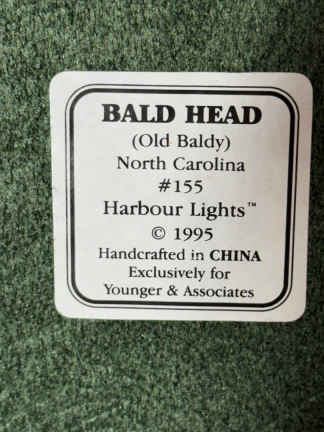 BALD HEAD
(Old Baldy)
North Carolina
#155
Harbour Lights™
© 1995
Handcrafted in CHINA
Exclusively for
Younger & Associates